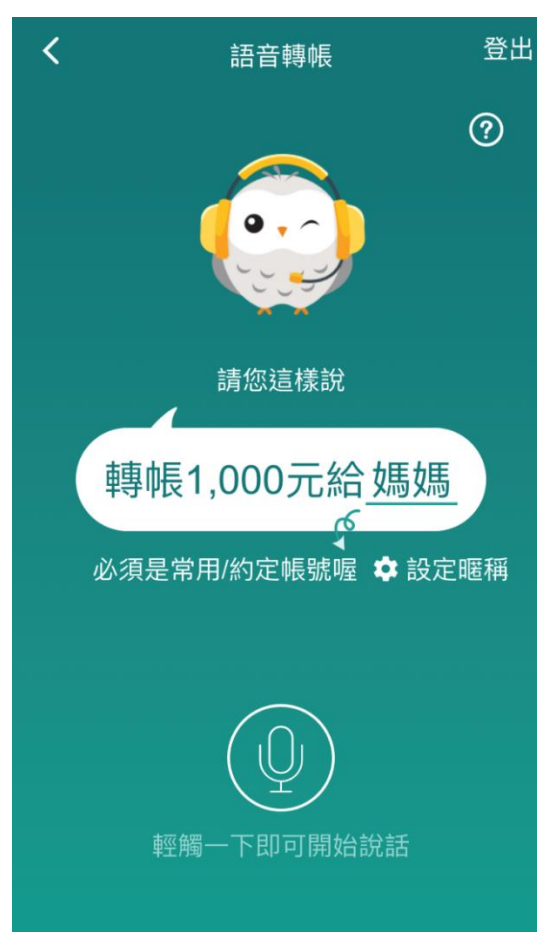 語音轉帳
登出
?
請您這樣說
轉帳1,000元給 媽媽
必須是常用/約定帳號喔 設定暱稱
輕觸一下即可開始說話